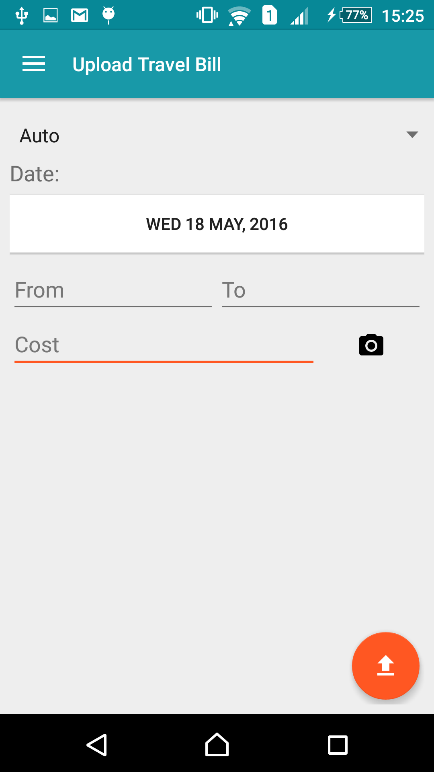 1 77% 15:25
Upload Travel Bill
Auto
Date:
WED 18 MAY, 2016
From To
Cost